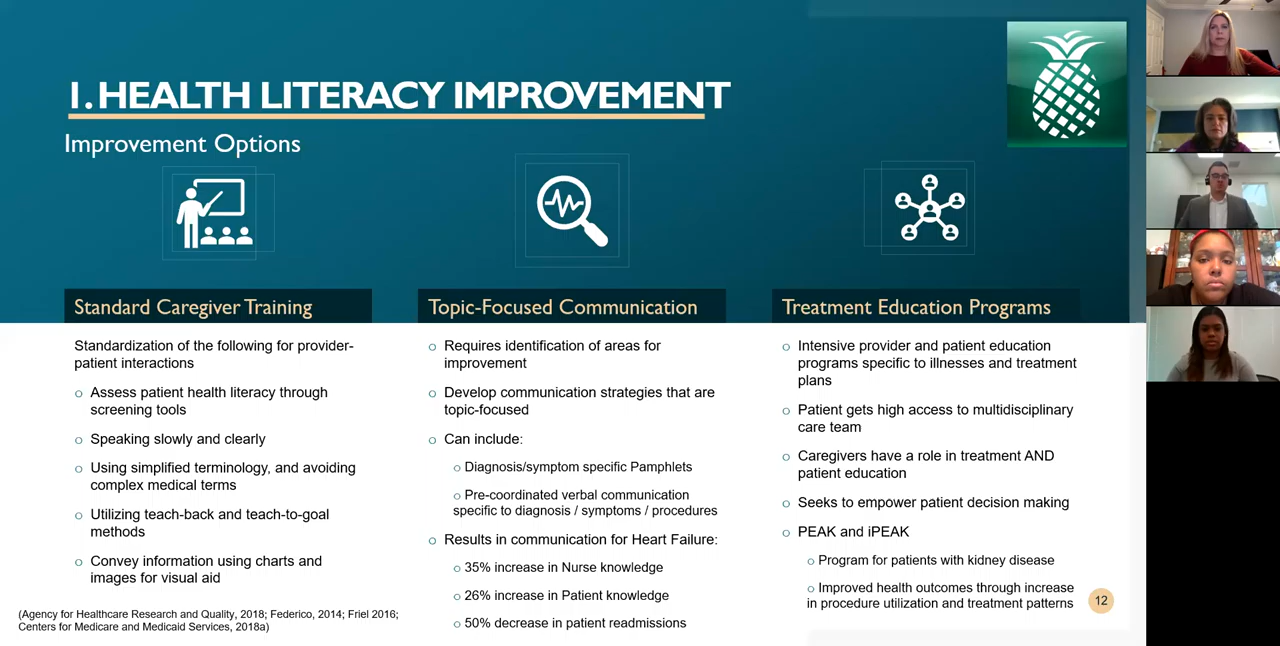 1. HEALTH LITERACY IMPROVEMENT
Improvement Options
Standard Caregiver Training
Standardization of the following for provider-
patient interactions
o Assess patient health literacy through
screening tools
o Speaking slowly and clearly
o Using simplified terminology, and avoiding
complex medical terms
o Utilizing teach-back and teach-to-goal
methods
o Convey information using charts and
images for visual aid
(Agency for Healthcare Research and Quality, 2018; Federico, 2014; Friel 2016;
Centers for Medicare and Medicaid Services, 2018a)
Topic-Focused Communication
o Requires identification of areas for
improvement
o Develop communication strategies that are
topic-focused
o Can include:
o Diagnosis/symptom specific Pamphlets
o Pre-coordinated verbal communication
specific to diagnosis / symptoms / procedures
o Results in communication for Heart Failure:
o 35% increase in Nurse knowledge
o 26% increase in Patient knowledge
o 50% decrease in patient readmissions
Treatment Education Programs
o Intensive provider and patient education
programs specific to illnesses and treatment
plans
o Patient gets high access to multidisciplinary
care team
o Caregivers have a role in treatment AND
patient education
o Seeks to empower patient decision making
o PEAK and iPEAK
o Program for patients with kidney disease
o Improved health outcomes through increase
in procedure utilization and treatment patterns
12